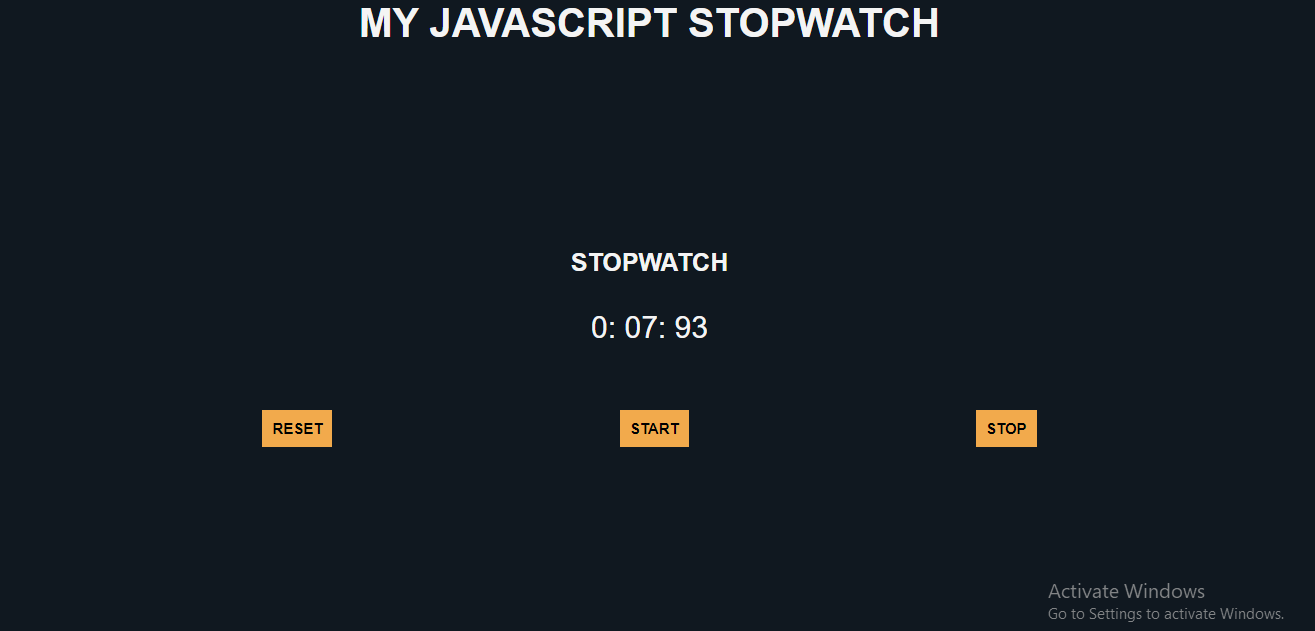 MY JAVASCRIPT STOPWATCH
STOPWATCH
0: 07: 93
RESET START STOP
Activate Windows
Go to Settings to activate Windows.